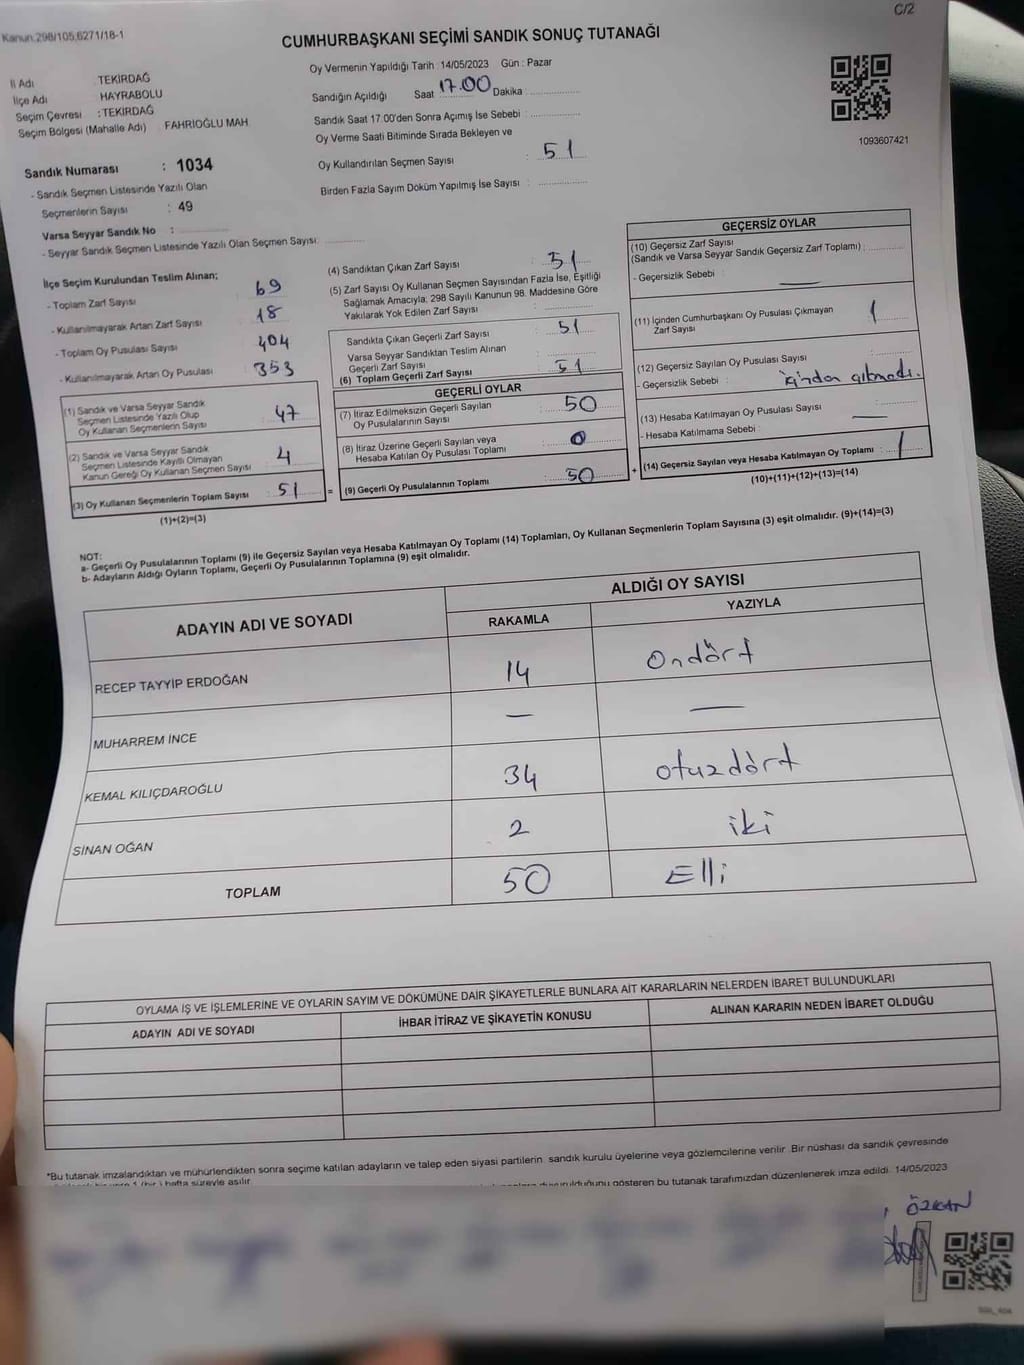 Kanun.298/105,6271/18-1
C/2
CUMHURBAŞKANI SEÇİMİ SANDIK SONUÇ TUTANAĞI
İl Adı : TEKİRDAĞ
İlçe Adı : HAYRABOLU
Seçim Çevresi : TEKİRDAĞ
Seçim Bölgesi (Mahalle Adı) FAHRİOĞLU MAH.
Oy Vermenin Yapıldığı Tarih : 14/05/2023 Gün : Pazar
Sandığın Açıldığı Saat 17.00 Dakika :
Sandık Saat 17.00'den Sonra Açımış İse Sebebi :
Oy Verme Saati Bitiminde Sırada Bekleyen ve
Oy Kullandırılan Seçmen Sayısı : 51
Birden Fazla Sayım Döküm Yapılmış İse Sayısı :
1093607421
Sandık Numarası : 1034
- Sandık Seçmen Listesinde Yazılı Olan
Seçmenlerin Sayısı : 49
Varsa Seyyar Sandık No :
- Seyyar Sandık Seçmen Listesinde Yazılı Olan Seçmen Sayısı:
İlçe Seçim Kurulundan Teslim Alınan;
- Toplam Zarf Sayısı : 69
- Kullanılmayarak Artan Zarf Sayısı : 18
- Toplam Oy Pusulası Sayısı : 404
- Kullanılmayarak Artan Oy Pusulası : 353
(1) Sandık ve Varsa Seyyar Sandık
Seçmen Listesinde Yazılı Olup
Oy Kullanan Seçmenlerin Sayısı : 47
(2) Sandık ve Varsa Seyyar Sandık
Seçmen Listesinde Kayıtlı Olmayan
Kanun Gereği Oy Kullanan Seçmen Sayısı : 4
(3) Oy Kullanan Seçmenlerin Toplam Sayısı : 51
(1)+(2)=(3)
=
(4) Sandıktan Çıkan Zarf Sayısı : 51
(5) Zarf Sayısı Oy Kullanan Seçmen Sayısından Fazla İse, Eşitliği
Sağlamak Amacıyla; 298 Sayılı Kanunun 98. Maddesine Göre
Yakılarak Yok Edilen Zarf Sayısı :
Sandıkta Çıkan Geçerli Zarf Sayısı : 51
Varsa Seyyar Sandıktan Teslim Alınan
Geçerli Zarf Sayısı :
(6) Toplam Geçerli Zarf Sayısı : 51
GEÇERLİ OYLAR
(7) İtiraz Edilmeksizin Geçerli Sayılan
Oy Pusulalarının Sayısı : 50
(8) İtiraz Üzerine Geçerli Sayılan veya
Hesaba Katılan Oy Pusulası Toplamı : 0
(9) Geçerli Oy Pusulalarının Toplamı : 50
+
GEÇERSİZ OYLAR
(10) Geçersiz Zarf Sayısı
(Sandık ve Varsa Seyyar Sandık Geçersiz Zarf Toplamı) :
- Geçersizlik Sebebi : —
(11) İçinden Cumhurbaşkanı Oy Pusulası Çıkmayan
Zarf Sayısı : 1
(12) Geçersiz Sayılan Oy Pusulası Sayısı :
- Geçersizlik Sebebi : içinden çıkmadı.
(13) Hesaba Katılmayan Oy Pusulası Sayısı : —
- Hesaba Katılmama Sebebi :
(14) Geçersiz Sayılan veya Hesaba Katılmayan Oy Toplamı : 1
(10)+(11)+(12)+(13)=(14)
NOT:
a- Geçerli Oy Pusulalarının Toplamı (9) ile Geçersiz Sayılan veya Hesaba Katılmayan Oy Toplamı (14) Toplamları, Oy Kullanan Seçmenlerin Toplam Sayısına (3) eşit olmalıdır. (9)+(14)=(3)
b- Adayların Aldığı Oyların Toplamı, Geçerli Oy Pusulalarının Toplamına (9) eşit olmalıdır.
ADAYIN ADI VE SOYADI
ALDIĞI OY SAYISI
RAKAMLA YAZIYLA
RECEP TAYYİP ERDOĞAN 14 Ondört
MUHARREM İNCE — —
KEMAL KILIÇDAROĞLU 34 otuzdört
SİNAN OĞAN 2 iki
TOPLAM 50 Elli
OYLAMA İŞ VE İŞLEMLERİNE VE OYLARIN SAYIM VE DÖKÜMÜNE DAİR ŞİKAYETLERLE BUNLARA AİT KARARLARIN NELERDEN İBARET BULUNDUKLARI
ADAYIN ADI VE SOYADI İHBAR İTİRAZ VE ŞİKAYETİN KONUSU ALINAN KARARIN NEDEN İBARET OLDUĞU
*Bu tutanak imzalandıktan ve mühürlendikten sonra seçime katılan adayların ve talep eden siyasi partilerin sandık kurulu üyelerine veya gözlemcilerine verilir. Bir nüshası da sandık çevresinde
1 (bir) hafta süreyle asılır.
duyurulduğunu gösteren bu tutanak tarafımızdan düzenlenerek imza edildi. 14/05/2023
ÖZKAN